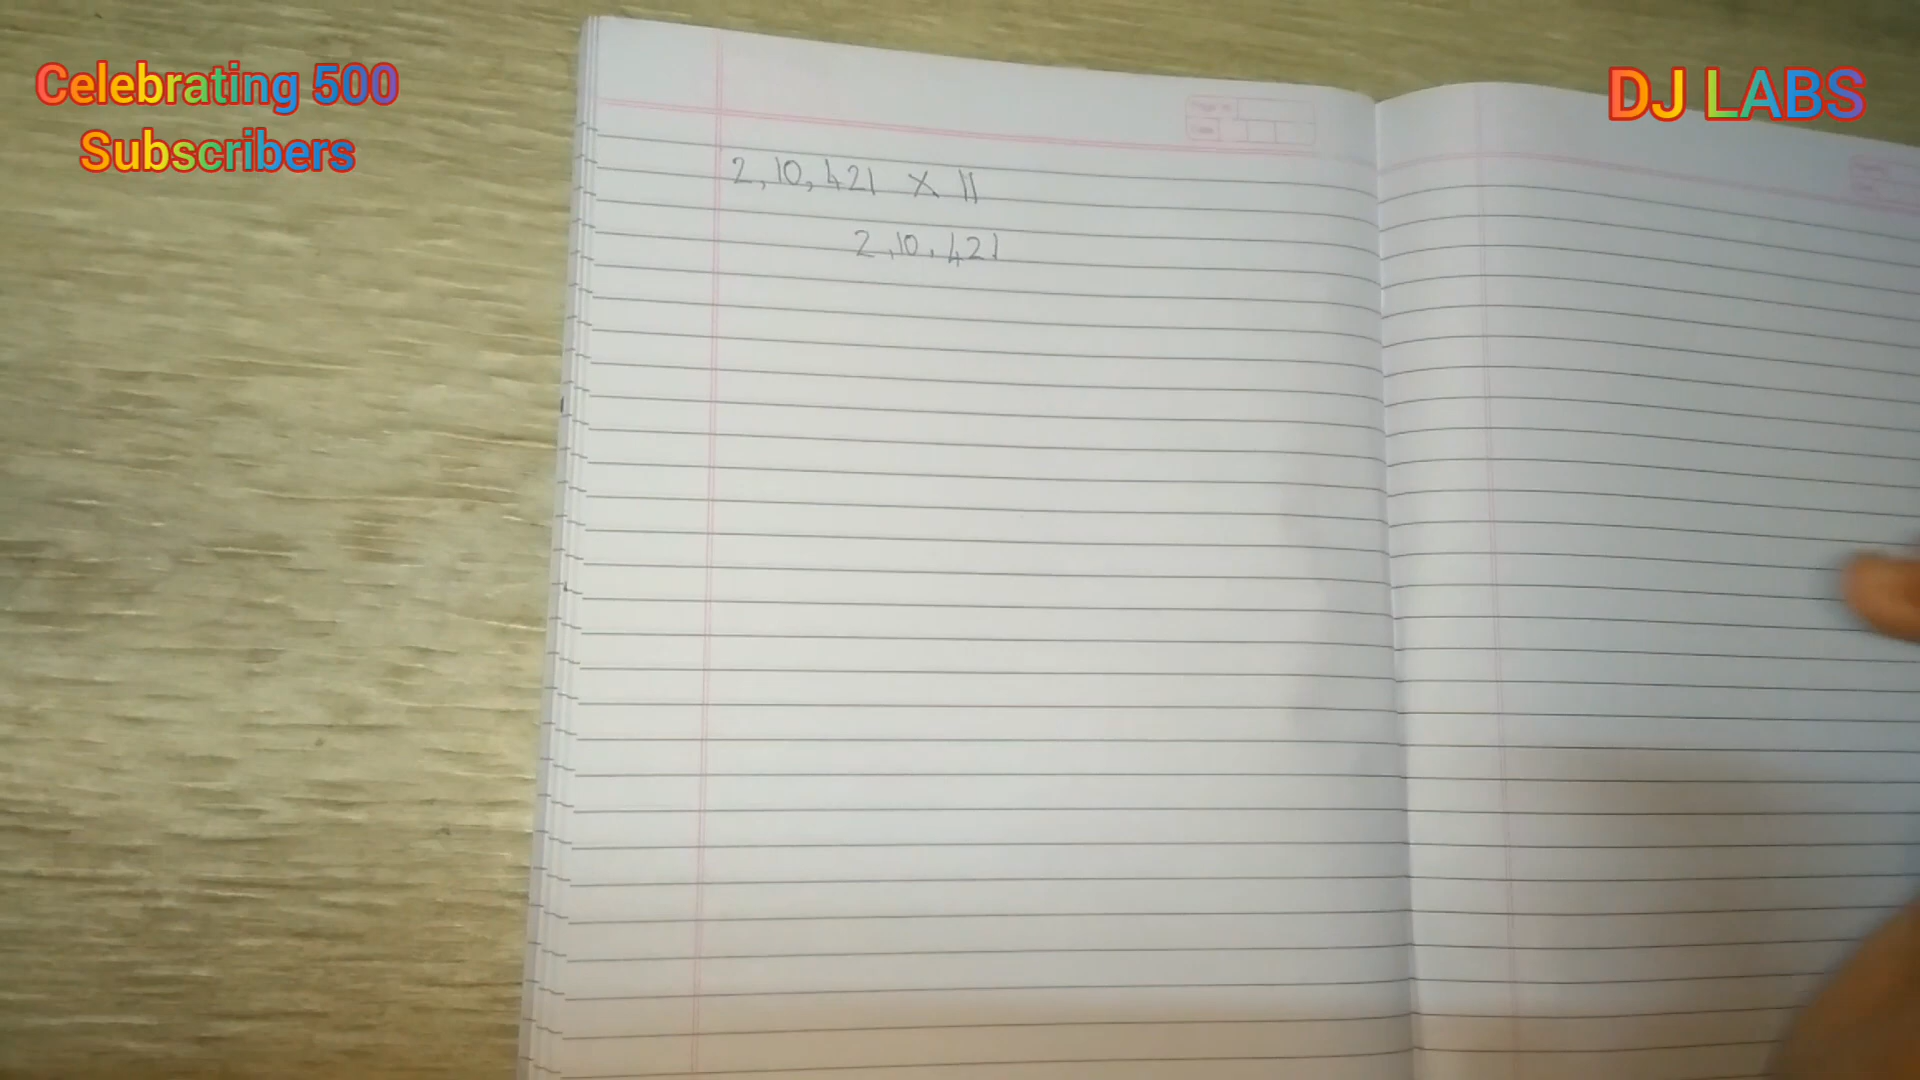 Celebrating 500
Subscribers
DJ LABS
2,10,421 X 11
2,10,421